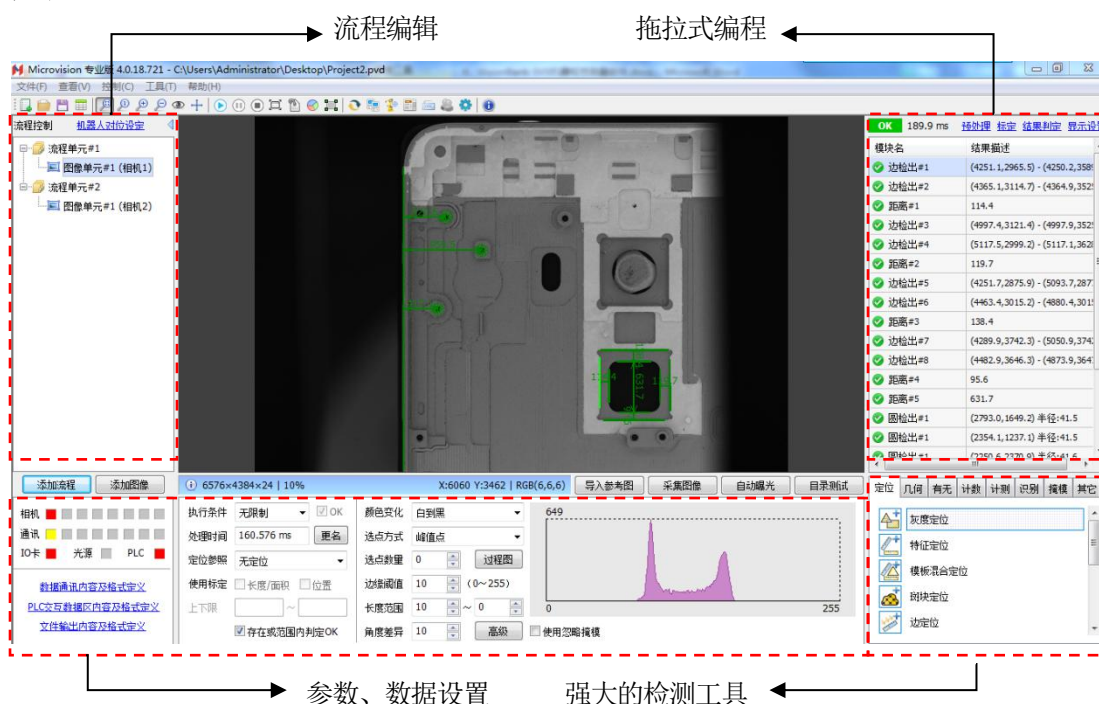 流程编辑 拖拉式编程
Microvision 专业版 4.0.18.721 - C:\Users\Administrator\Desktop\Project2.pvd
文件(F) 查看(V) 控制(C) 工具(T) 帮助(H)
流程控制 机器人对位设定
流程单元#1
图像单元#1 (相机1)
流程单元#2
图像单元#1 (相机2)
添加流程 添加图像
OK 189.9 ms 预处理 标定 结果判定 显示设
模块名 结果描述
边检出#1 (4251.1,2965.5) - (4250.2,358
边检出#2 (4365.1,3114.7) - (4364.9,352
距离#1 114.4
边检出#3 (4997.4,3121.4) - (4997.9,352
边检出#4 (5117.5,2999.2) - (5117.1,362
距离#2 119.7
边检出#5 (4251.7,2875.9) - (5093.7,287
边检出#6 (4463.4,3015.2) - (4880.4,301
距离#3 138.4
边检出#7 (4289.9,3742.3) - (5050.9,374
边检出#8 (4482.9,3646.3) - (4873.9,364
距离#4 95.6
距离#5 631.7
圆检出#1 (2793.0,1649.2) 半径:41.5
圆检出#1 (2354.1,1237.1) 半径:41.5
圆检出#1 (2250.6,2370.9) 半径:41.6
631.7
6576×4384×24 | 10% X:6060 Y:3462 | RGB(6,6,6) 导入参考图 采集图像 自动曝光 目录测试
相机
通讯
IO卡 光源 PLC
数据通讯内容及格式定义
PLC交互数据区内容及格式定义
文件输出内容及格式定义
执行条件 无限制 OK
处理时间 160.576 ms 更名
定位参照 无定位
使用标定 长度/面积 位置
上下限 ~
存在或范围内判定OK
颜色变化 白到黑
选点方式 峰值点
选点数量 0 过程图
边缘阈值 10 (0~255)
长度范围 10 ~ 0
角度差异 10 高级
649
0 255
使用忽略掩模
定位 几何 有无 计数 计测 识别 掩模 其它
灰度定位
特征定位
模板混合定位
斑块定位
边定位
参数、数据设置 强大的检测工具